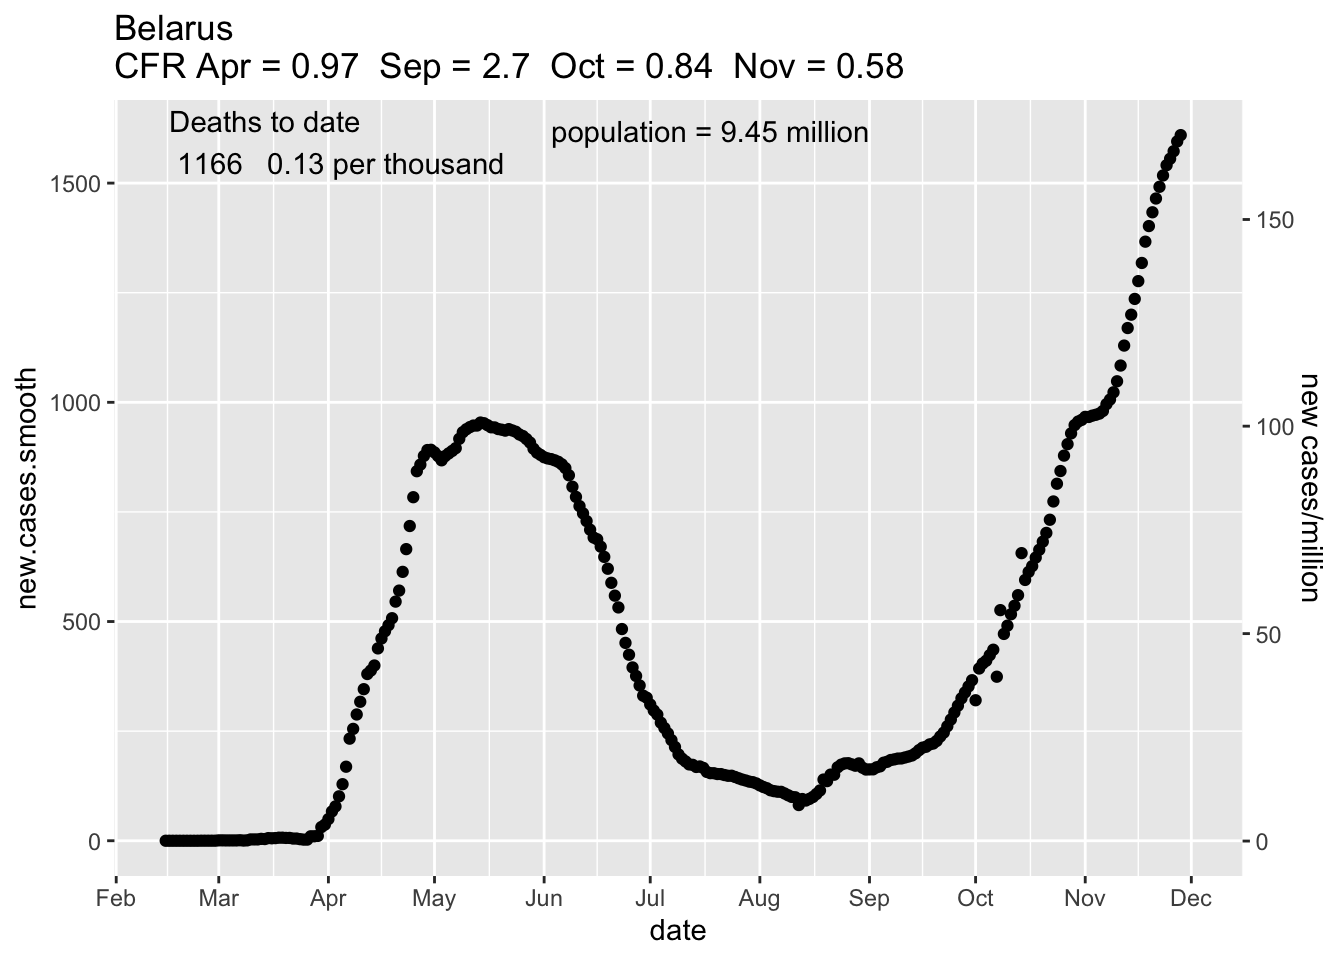 Belarus
CFR Apr = 0.97  Sep = 2.7  Oct = 0.84  Nov = 0.58
Deaths to date
1166   0.13 per thousand
population = 9.45 million
1500
1000
500
0
new.cases.smooth
150
100
50
0
new cases/million
Feb Mar Apr May Jun Jul Aug Sep Oct Nov Dec
date